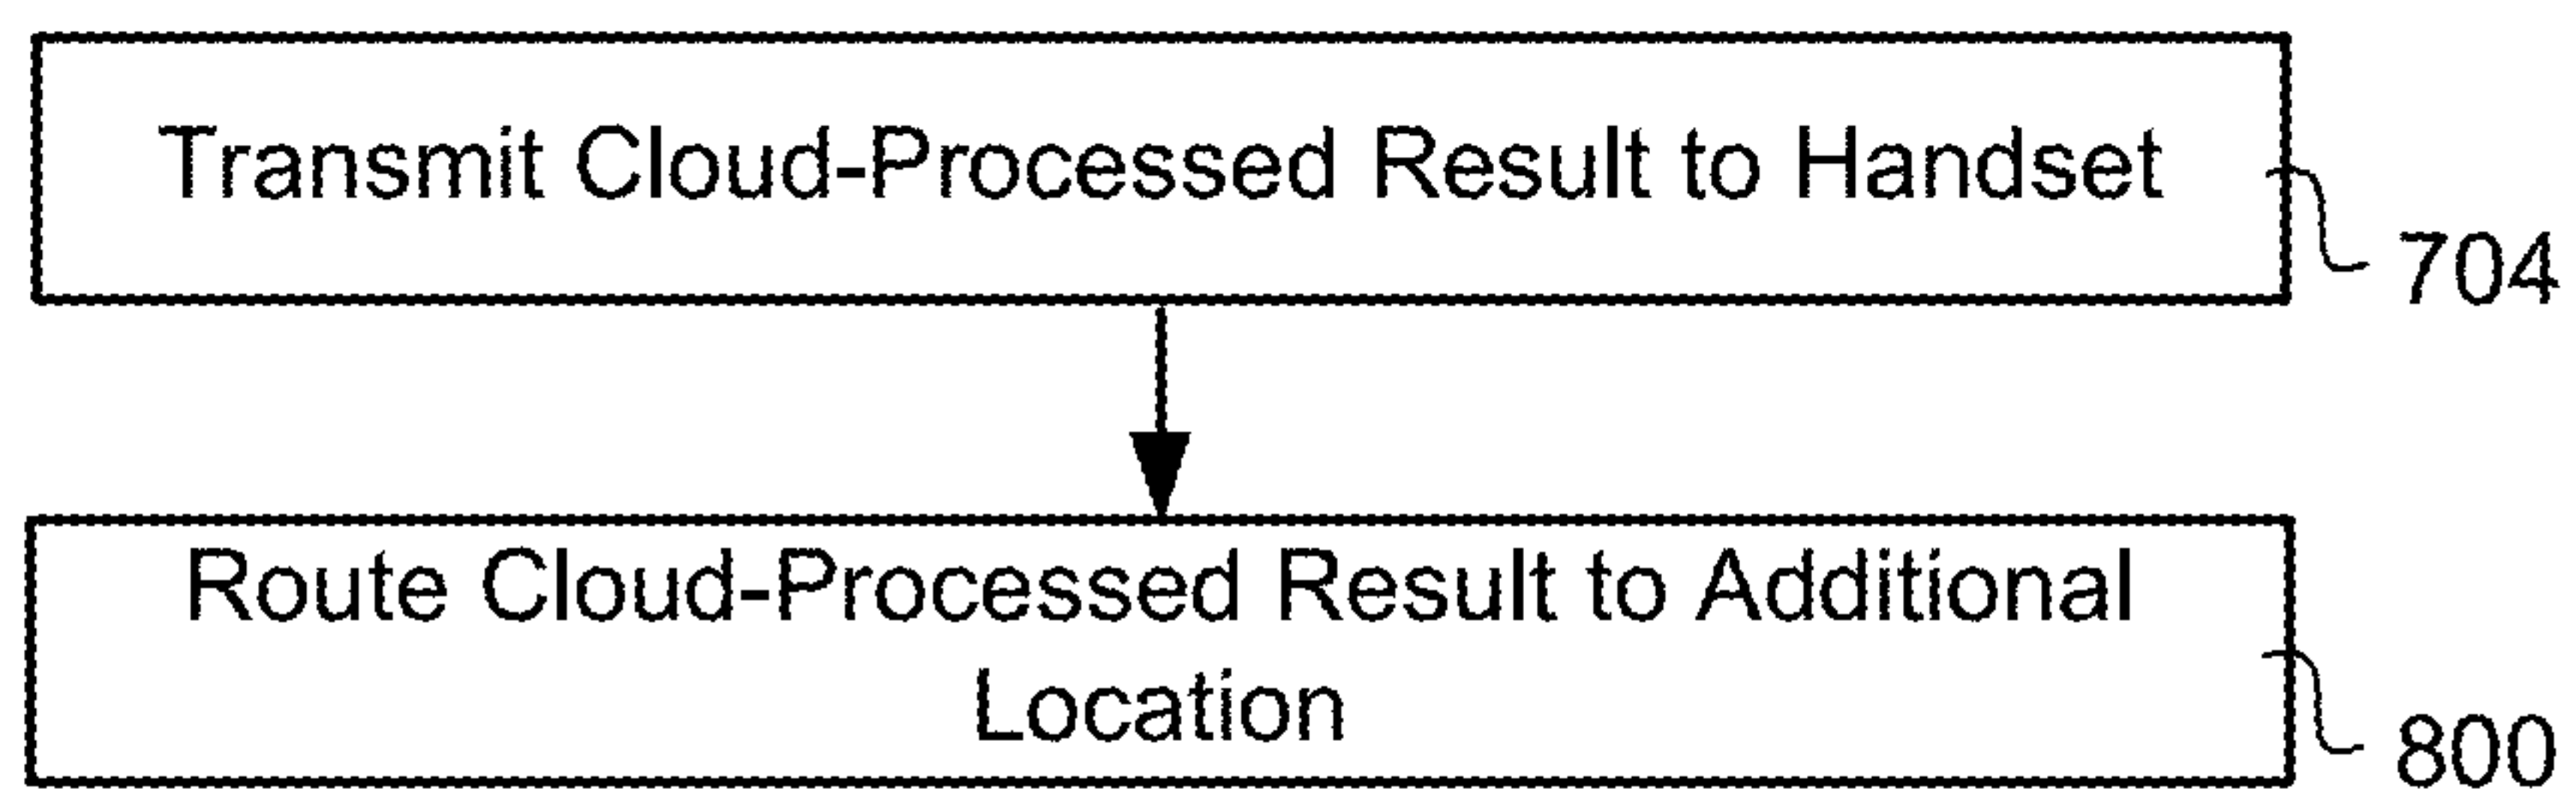 Transmit Cloud-Processed Result to Handset
704
Route Cloud-Processed Result to Additional
Location
800